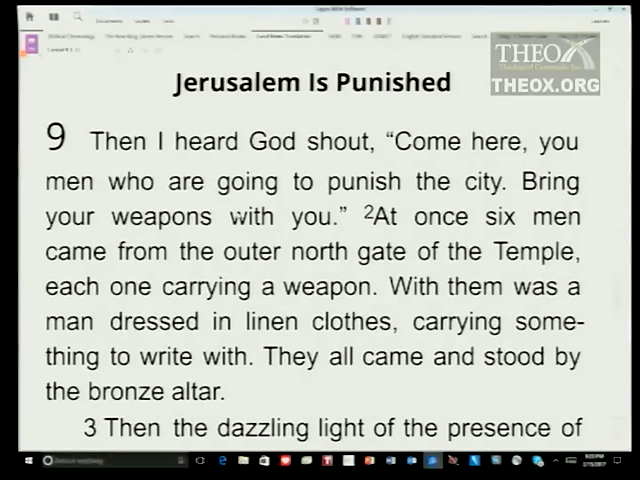 Logos Bible Software
THEOX
THEOX.ORG
Jerusalem Is Punished
9 Then I heard God shout, “Come here, you
men who are going to punish the city. Bring
your weapons with you.” ²At once six men
came from the outer north gate of the Temple,
each one carrying a weapon. With them was a
man dressed in linen clothes, carrying some-
thing to write with. They all came and stood by
the bronze altar.
3 Then the dazzling light of the presence of